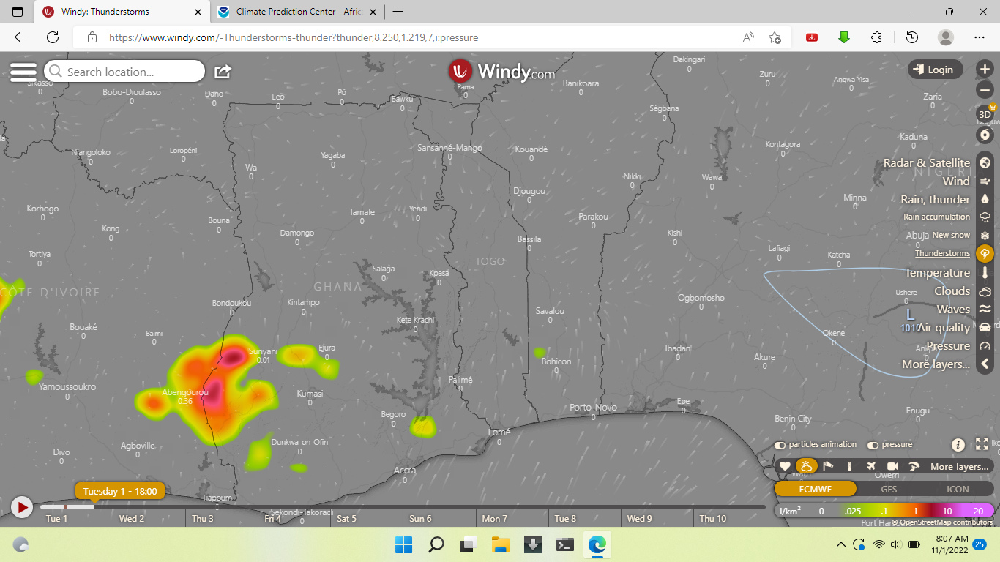 Windy: Thunderstorms
Climate Prediction Center - Afric
https://www.windy.com/-Thunderstorms-thunder?thunder,8.250,1.219,7,i:pressure
Search location...
Windy.com
Login
3D
Dakingari
0
Zuru
0
Angwa Yisa
0
Zaria
0
Sikasso
0
Bobo-Dioulasso
0
Dano
0
Leo
0
Pô
0
Bawku
0
Pama
0
Banikoara
0
Ségbana
0
Niangoloko
0
Loropéni
0
Wa
0
Yagaba
0
Sansanné-Mango
0
Kouandé
0
Nikki
0
Wawa
0
Kontagora
0
Kaduna
0
Radar & Satellite
NIGERI
Wind
Djougou
0
Rain, thunder
Minna
0
Korhogo
0
Kong
0
Bouna
0
Damongo
0
Tamale
0
Yendi
0
Parakou
0
Rain accumulation
Bassila
0
Kishi
0
Abuja
0
New snow
Tortiya
0
Lafiagi
0
Katcha
0
Thunderstorms
TOGO
Salaga
0
Kpasa
0
Temperature
CÔTE D'IVOIRE
GHANA
Bondoukou
0
Kintampo
0
Ogbomosho
0
Ushere
0
Clouds
Savalou
0
Waves
L
1010
Bouaké
0
Baimi
0
Kete Krachi
0
Air quality
Okene
0
Sunyani
0.01
Ejura
0
Bohicon
0
Ibadan
0
Akure
0
Pressure
More layers...
Yamoussoukro
0
Abengourou
0.36
Kumasi
0
Palimé
0
Porto-Novo
0
Epe
0
Begoro
0
Benin City
0
Enugu
0
Divo
0
Agboville
0
Dunkwa-on-Ofin
0
Lomé
0
particles animation
pressure
Accra
0
More layers...
Owerri
Tuesday 1 - 18:00
ECMWF
GFS
ICON
Tiapoum
Sekondi-Takoradi
0
l/km² 0 .025 .1 1 10 20
Tue 1
Wed 2
Thu 3
Fri 4
Sat 5
Sun 6
Mon 7
Tue 8
Wed 9
Thu 10
© OpenStreetMap contributors
8:07 AM
11/1/2022
25